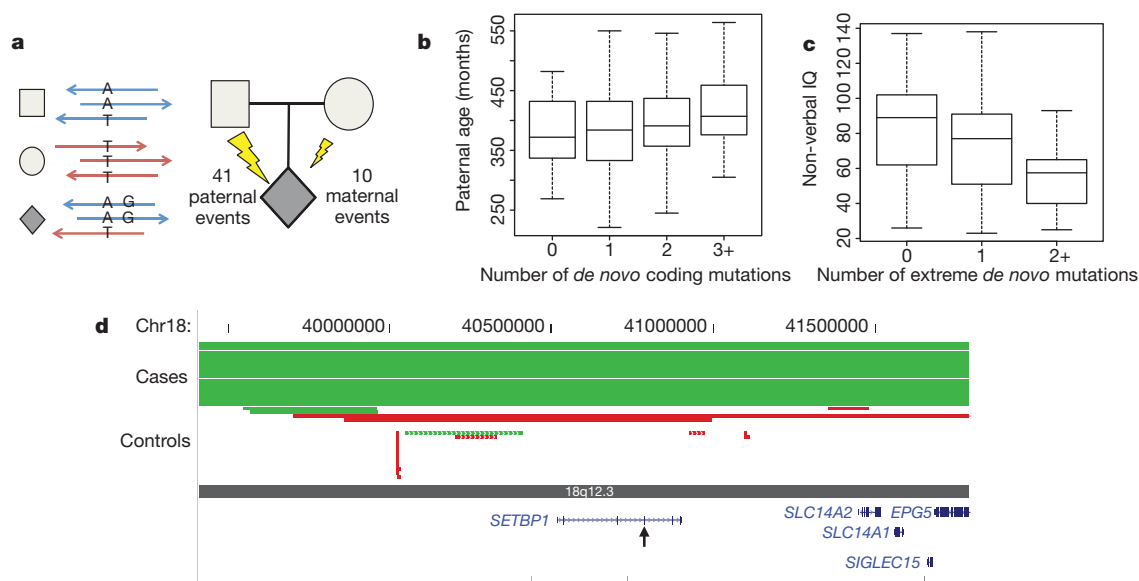 a
A
A
T
T
T
T
A G
A G
T
41
paternal
events
10
maternal
events
b
Paternal age (months)
550
450
350
250
0 1 2 3+
Number of de novo coding mutations
c
Non-verbal IQ
140
120
100
80
60
40
20
0 1 2+
Number of extreme de novo mutations
d
Chr18: 40000000 40500000 41000000 41500000
Cases
Controls
18q12.3
SETBP1
SLC14A2 EPG5
SLC14A1
SIGLEC15